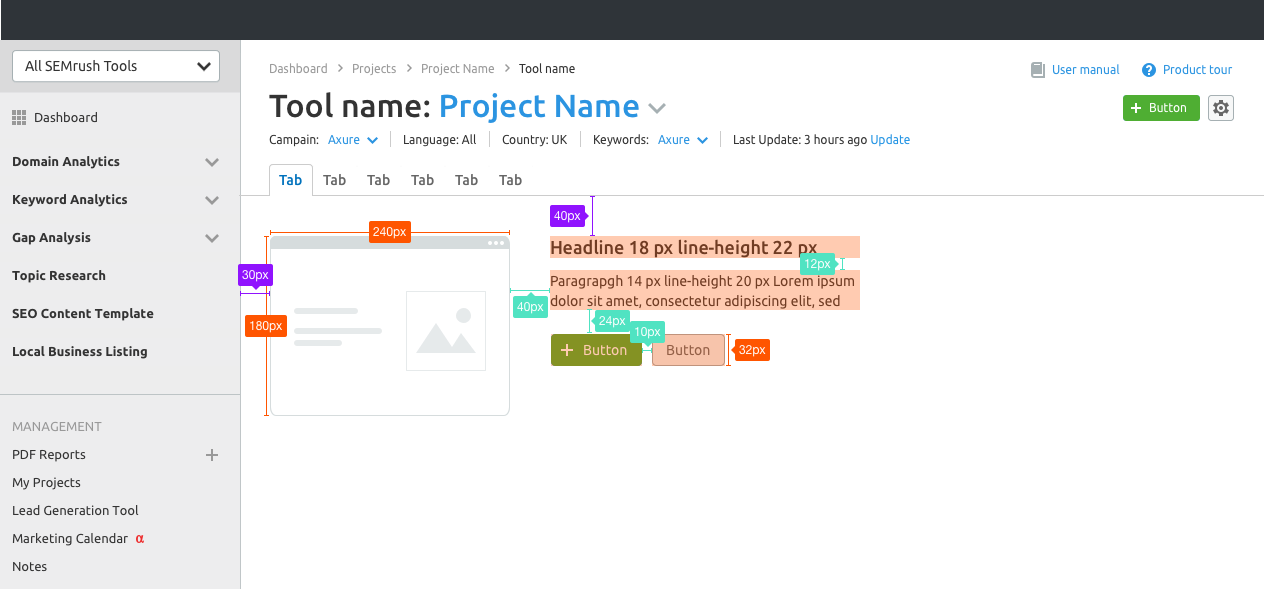 All SEMrush Tools
Dashboard
Domain Analytics
Keyword Analytics
Gap Analysis
Topic Research
SEO Content Template
Local Business Listing
MANAGEMENT
PDF Reports
My Projects
Lead Generation Tool
Marketing Calendar α
Notes
Dashboard > Projects > Project Name > Tool name
User manual
Product tour
Tool name: Project Name
+ Button
Campain: Axure
Language: All
Country: UK
Keywords: Axure
Last Update: 3 hours ago Update
Tab Tab Tab Tab Tab Tab
40px
240px
Headline 18 px line-height 22 px
12px
30px
Paragrapgh 14 px line-height 20 px Lorem ipsum
dolor sit amet, consectetur adipiscing elit, sed
40px
180px
24px
10px
+ Button
Button
32px